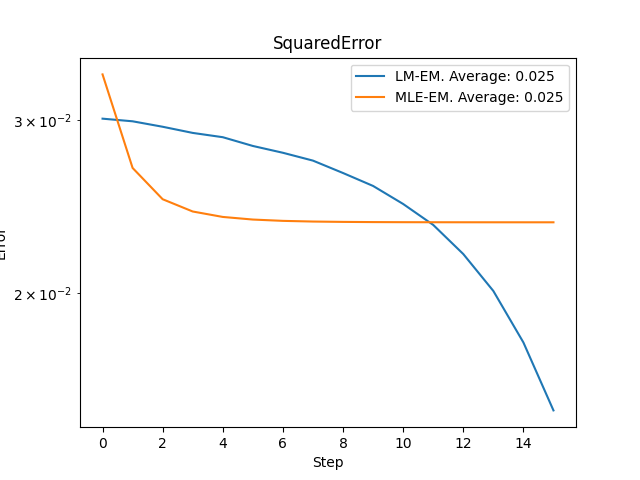 SquaredError
LM-EM. Average: 0.025
MLE-EM. Average: 0.025
3 × 10⁻²
2 × 10⁻²
Error
0 2 4 6 8 10 12 14
Step